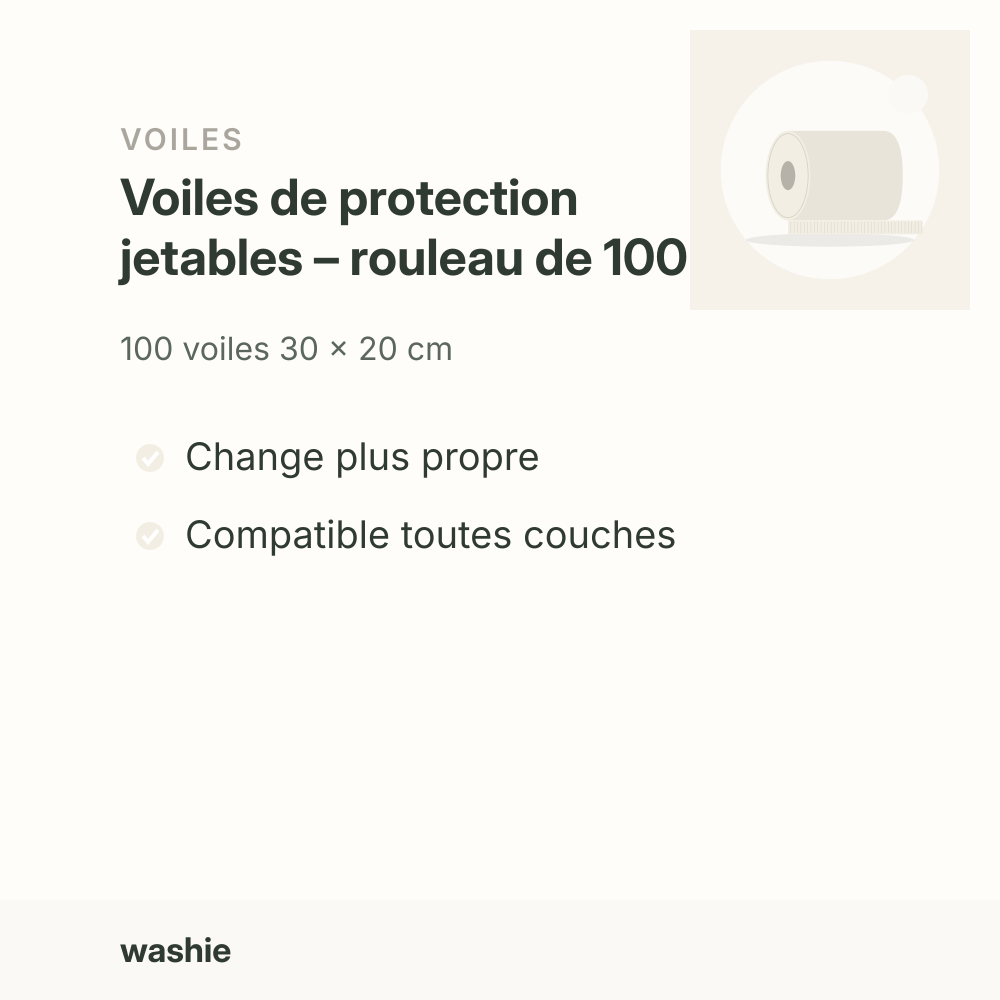 VOILES
Voiles de protection
jetables – rouleau de 100
100 voiles 30 × 20 cm
Change plus propre
Compatible toutes couches
washie